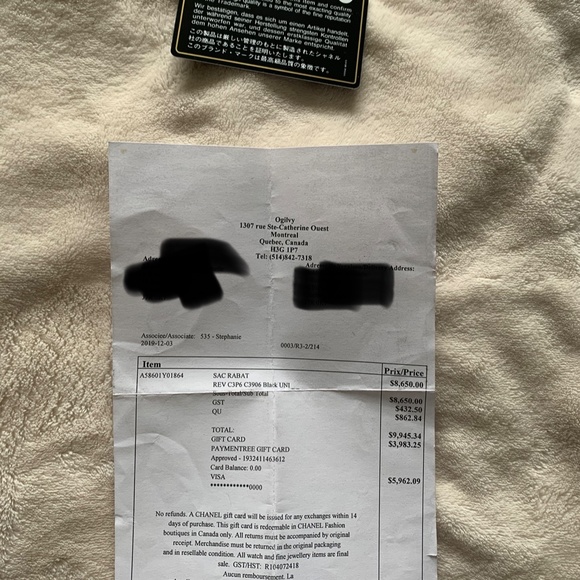 item and confirm
to the most exacting quality
Trademark. quality is a symbol of the fine reputation
Wir bestätigen, dass es sich um einen Artikel handelt,
der während seiner Herstellung strengsten Kontrollen
unterworfen war, und dessen erstklassige Qualität
dem hohen Ansehen unserer Marke entspricht.
この製品は厳しい管理のもとに製造されたシャネル
社の商品であることを証明いたします。
このブランド・マークは最高級品質の象徴です。
Ogilvy
1307 rue Ste-Catherine Ouest
Montreal
Quebec, Canada
H3G 1P7
Tel: (514)842-7318
Adre
Address:
Associee/Associate: 535 - Stephanie
2019-12-03
0003/R3-2/214
Item Prix/Price
A58601Y01864 SAC RABAT
REV C3P6 C3906 Black UNI $8,650.00
Sous-Total/Sub Total $8,650.00
GST $432.50
QU $862.84
TOTAL: $9,945.34
GIFT CARD $3,983.25
PAYMENTREE GIFT CARD
Approved - 1932411463612
Card Balance: 0.00
VISA $5,962.09
************0000
No refunds. A CHANEL gift card will be issued for any exchanges within 14
days of purchase. This gift card is redeemable in CHANEL Fashion
boutiques in Canada only. All returns must be accompanied by original
receipt. Merchandise must be returned in the original packaging
and in resellable condition. All watch and fine jewellery items are final
sale. GST/HST: R104072418
Aucun remboursement. La